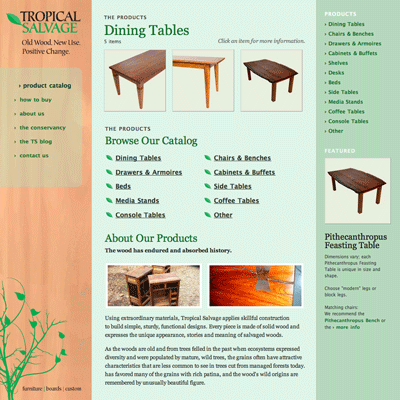 TROPICAL
SALVAGE
Old Wood. New Use.
Positive Change.
› product catalog
› how to buy
› about us
› the conservancy
› the TS blog
› contact us
furniture | boards | custom
THE PRODUCTS
Dining Tables
5 items
Click an item for more information.
THE PRODUCTS
Browse Our Catalog
Dining Tables
Chairs & Benches
Drawers & Armoires
Cabinets & Buffets
Beds
Side Tables
Media Stands
Coffee Tables
Console Tables
Other
About Our Products
The wood has endured and absorbed history.
Using extraordinary materials, Tropical Salvage applies skillful construction
to build simple, sturdy, functional designs. Every piece is made of solid wood and
expresses the unique appearance, stories and meaning of salvaged woods.
As the woods are old and from trees felled in the past when ecosystems expressed
diversity and were populated by mature, wild trees, the grains often have attractive
characteristics that are less common to see in trees cut from managed forests today.
has favored many of the grains with rich patina, and the wood's wild origins are
remembered by unusually beautiful figure.
PRODUCTS
› Dining Tables
› Chairs & Benches
› Drawers & Armoires
› Cabinets & Buffets
› Shelves
› Desks
› Beds
› Side Tables
› Media Stands
› Coffee Tables
› Console Tables
› Other
FEATURED
Pithecanthropus
Feasting Table
Dimensions vary; each
Pithecanthropus Feasting
Table is unique in size and
shape.
Choose "modern" legs or
block legs.
Matching chairs:
We recommend the
Pithecanthropus Bench or
the › more info